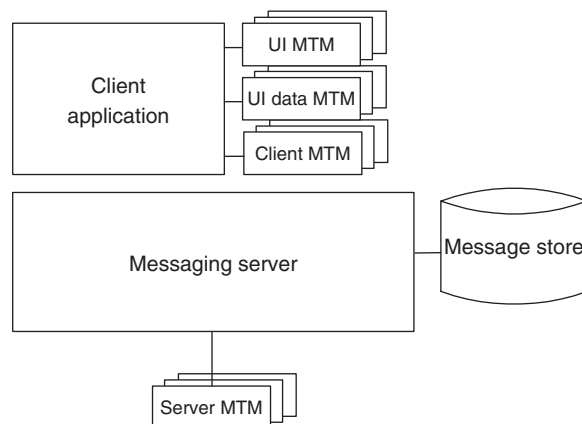 UI MTM
Client
application
UI data MTM
Client MTM
Messaging server
Message store
Server MTM